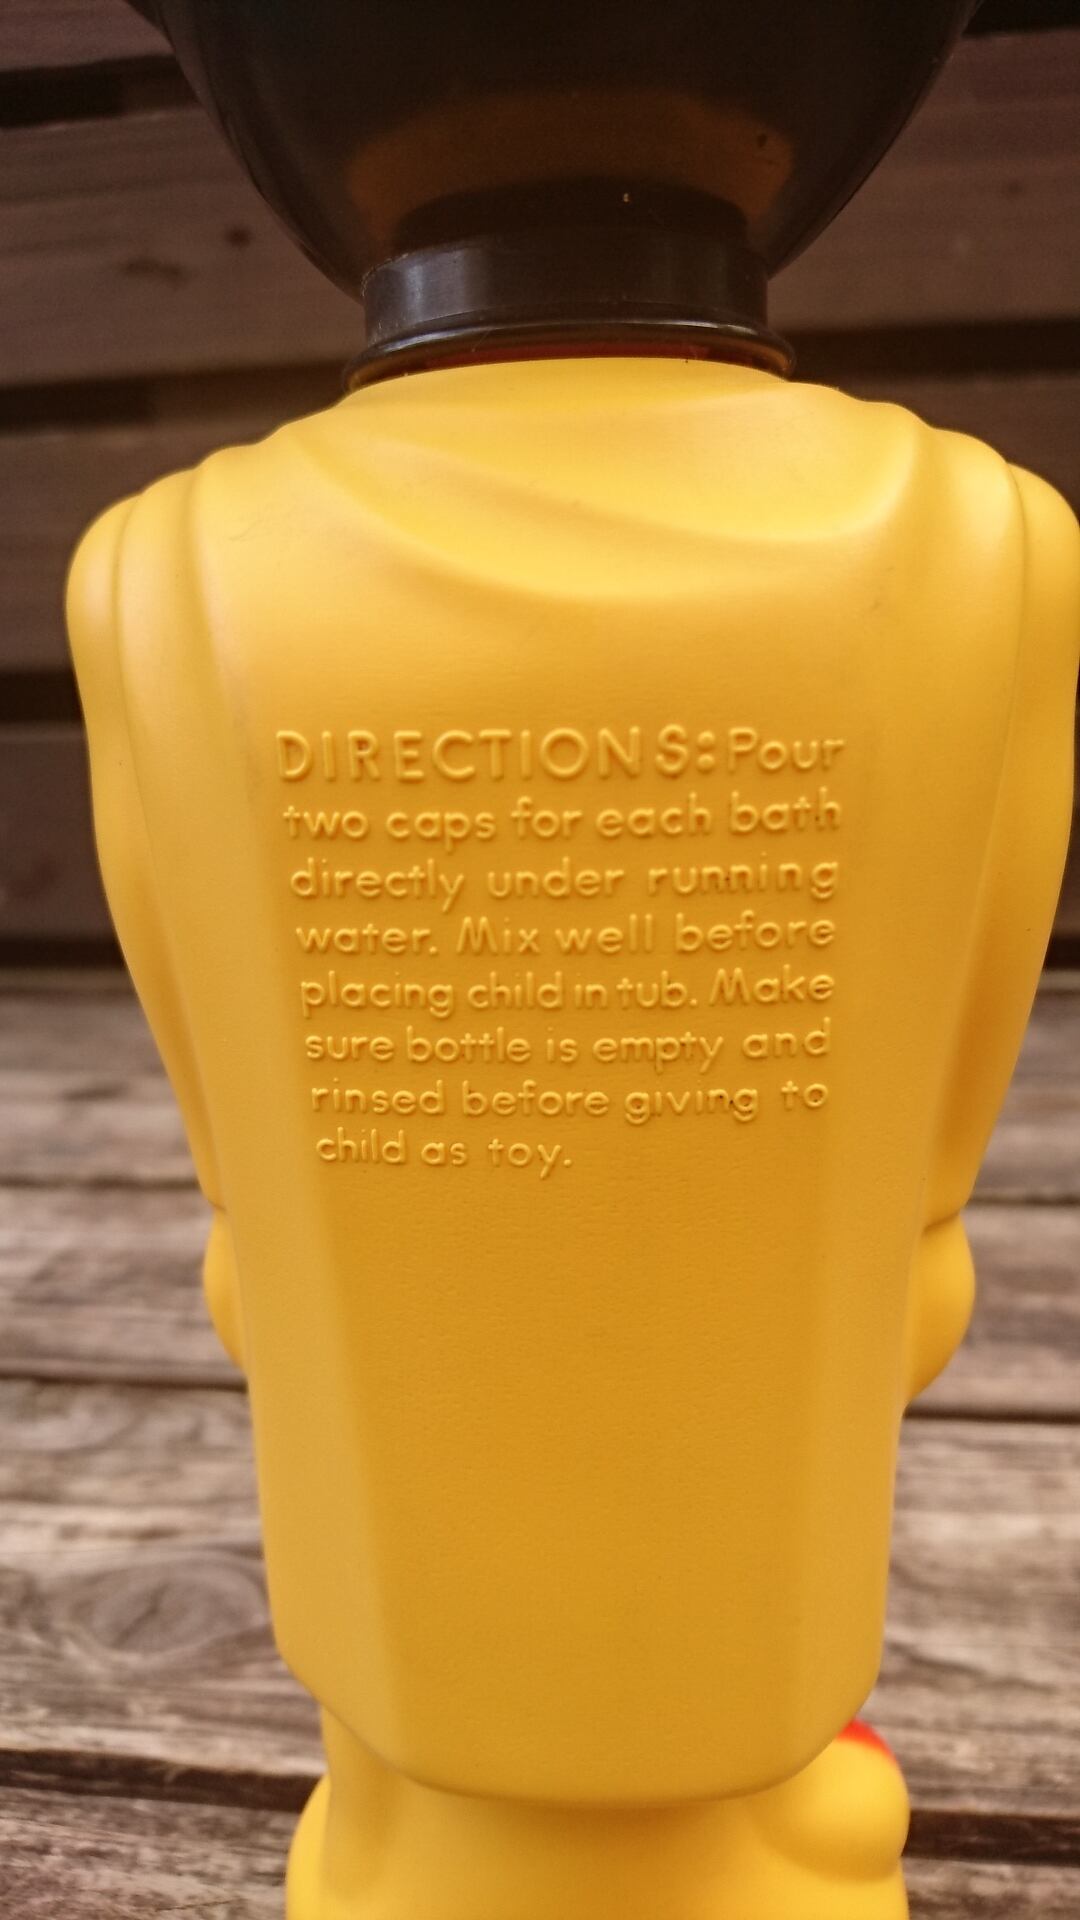 DIRECTIONS: Pour
two caps for each bath
directly under running
water. Mix well before
placing child in tub. Make
sure bottle is empty and
rinsed before giving to
child as toy.